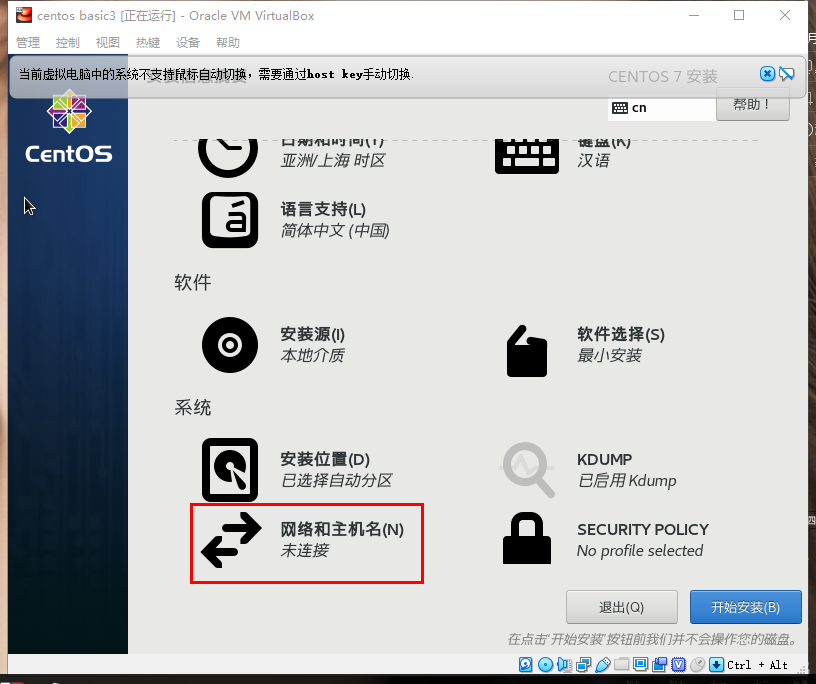 centos basic3 [正在运行] - Oracle VM VirtualBox
管理 控制 视图 热键 设备 帮助
当前虚拟电脑中的系统不支持鼠标自动切换，需要通过host key手动切换.
CENTOS 7 安装
cn
帮助！
CentOS
日期和时间(T)
亚洲/上海 时区
键盘(K)
汉语
语言支持(L)
简体中文 (中国)
软件
安装源(I)
本地介质
软件选择(S)
最小安装
系统
安装位置(D)
已选择自动分区
KDUMP
已启用 Kdump
网络和主机名(N)
未连接
SECURITY POLICY
No profile selected
退出(Q)
开始安装(B)
在点击'开始安装'按钮前我们并不会操作您的磁盘。
Ctrl + Alt